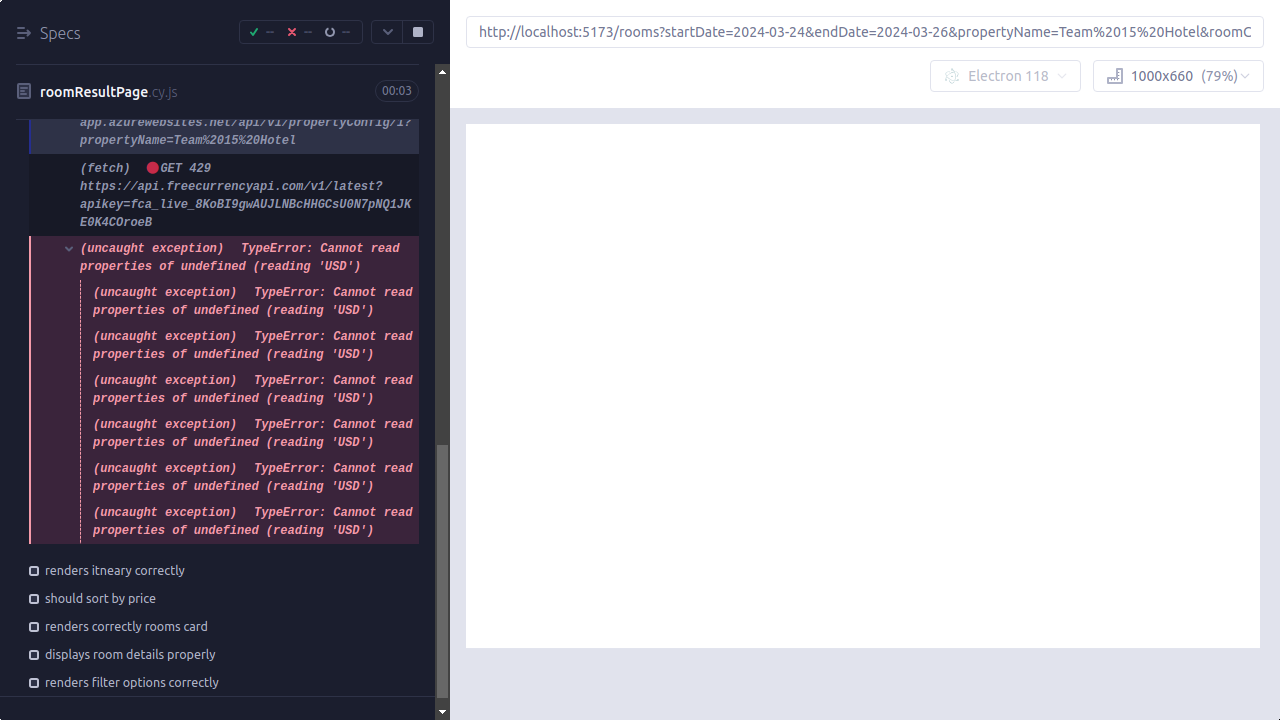 Specs
-- -- --
http://localhost:5173/rooms?startDate=2024-03-24&endDate=2024-03-26&propertyName=Team%2015%20Hotel&roomC
Electron 118
1000x660 (79%)
roomResultPage.cy.js
00:03
app.azurewebsites.net/api/v1/propertyConfig/1?
propertyName=Team%2015%20Hotel
(fetch) GET 429
https://api.freecurrencyapi.com/v1/latest?
apikey=fca_live_8KoBI9gwAUJLNBcHHGCsU0N7pNQ1JK
E0K4COroeB
(uncaught exception) TypeError: Cannot read
properties of undefined (reading 'USD')
(uncaught exception) TypeError: Cannot read
properties of undefined (reading 'USD')
(uncaught exception) TypeError: Cannot read
properties of undefined (reading 'USD')
(uncaught exception) TypeError: Cannot read
properties of undefined (reading 'USD')
(uncaught exception) TypeError: Cannot read
properties of undefined (reading 'USD')
(uncaught exception) TypeError: Cannot read
properties of undefined (reading 'USD')
(uncaught exception) TypeError: Cannot read
properties of undefined (reading 'USD')
renders itneary correctly
should sort by price
renders correctly rooms card
displays room details properly
renders filter options correctly